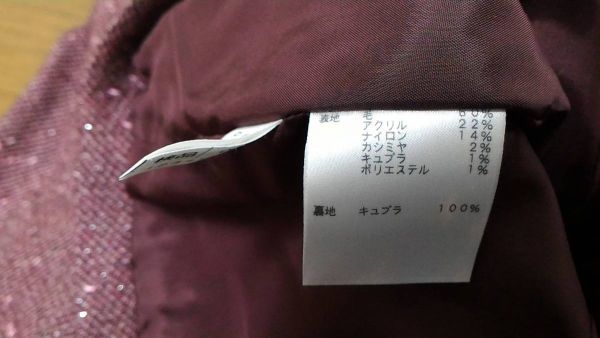 表地 毛 60%
アクリル 22%
ナイロン 14%
カシミヤ 2%
キュプラ 1%
ポリエステル 1%
裏地 キュプラ 100%